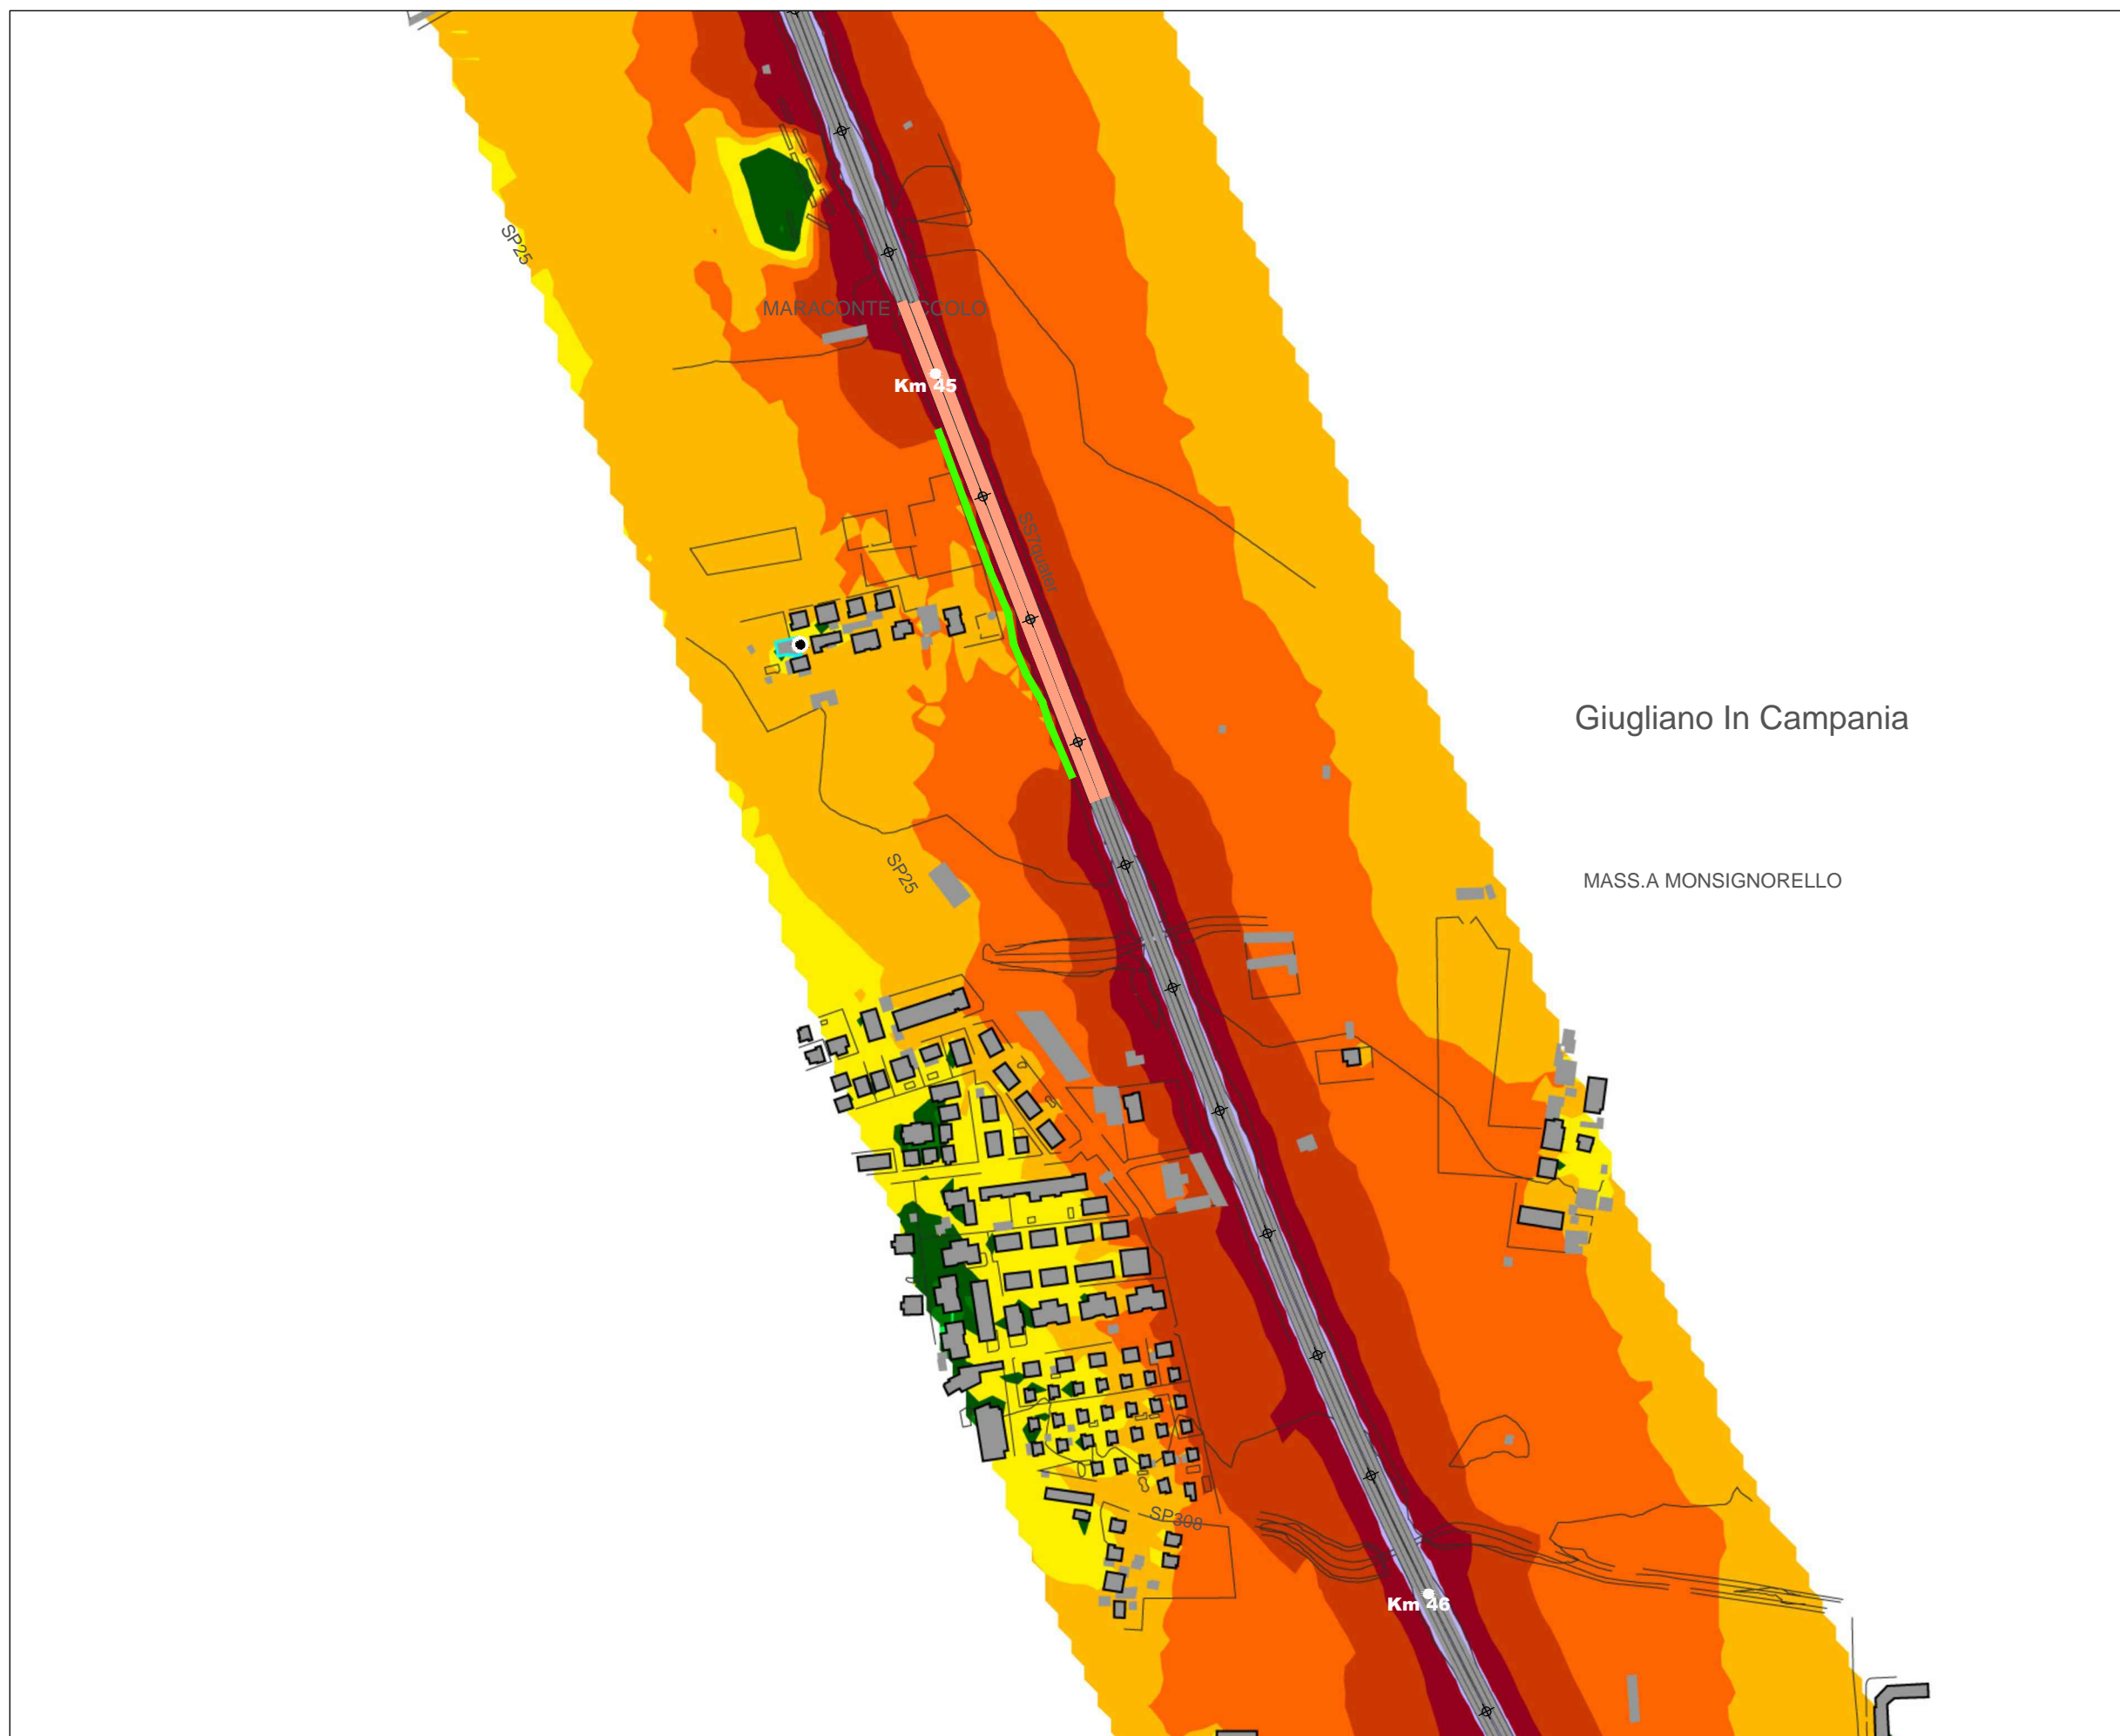 SP25
MARACONTE
Km 45
SS7quater
Giugliano In Campania
SP25
MASS.A MONSIGNORELLO
SP308
Km 46